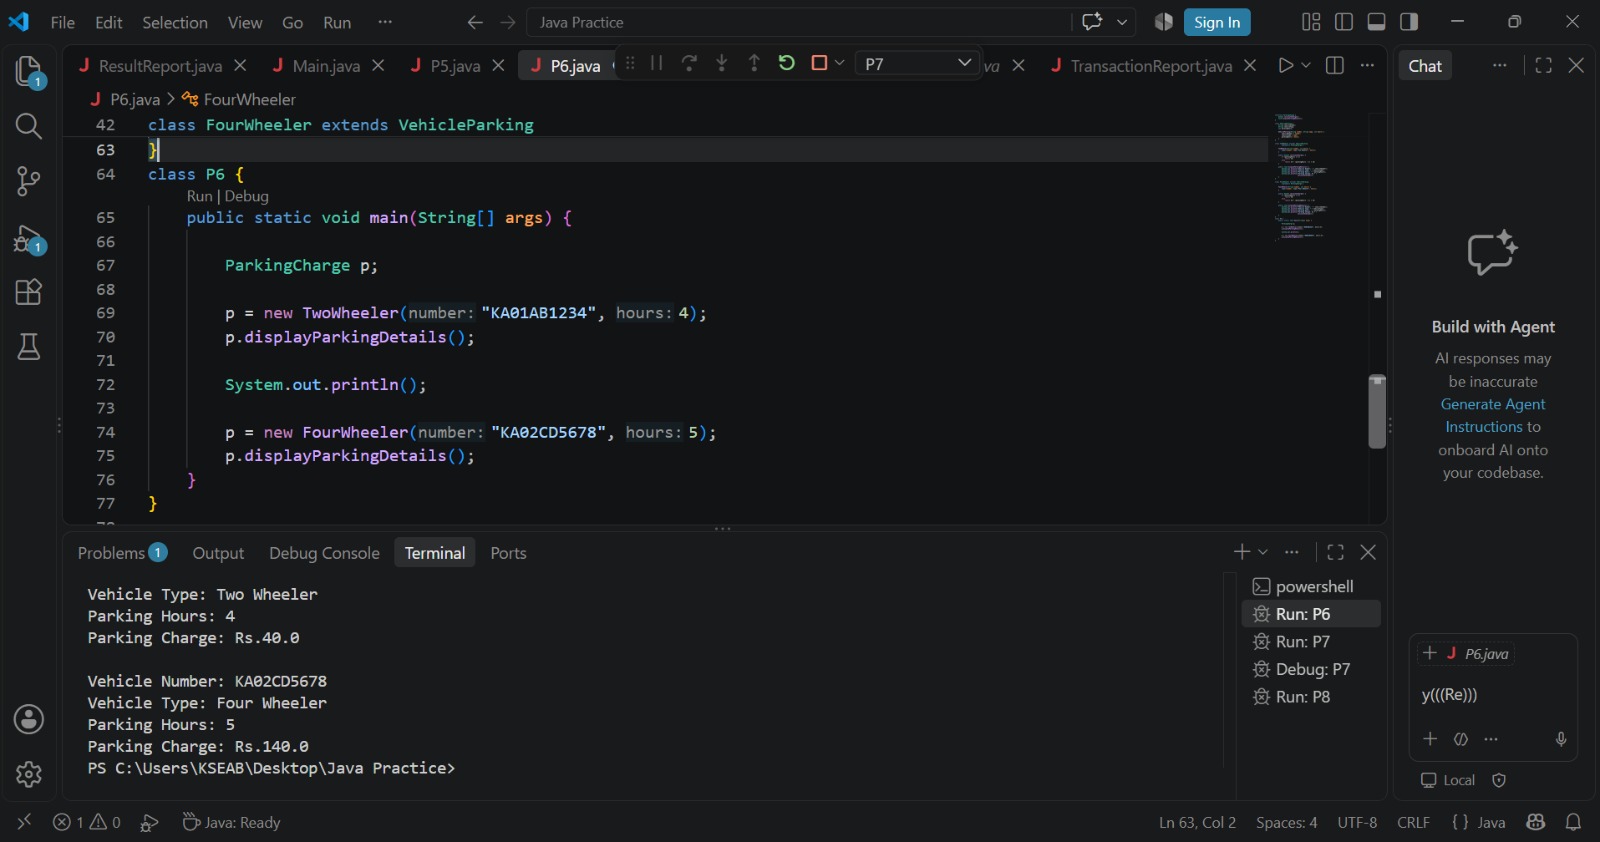 File Edit Selection View Go Run ··· Java Practice Sign In
ResultReport.java Main.java P5.java P6.java P7 va TransactionReport.java
P6.java > FourWheeler
42 class FourWheeler extends VehicleParking
63 }
64 class P6 {
Run | Debug
65 public static void main(String[] args) {
66
67 ParkingCharge p;
68
69 p = new TwoWheeler(number: "KA01AB1234", hours: 4);
70 p.displayParkingDetails();
71
72 System.out.println();
73
74 p = new FourWheeler(number: "KA02CD5678", hours: 5);
75 p.displayParkingDetails();
76 }
77 }
Problems 1 Output Debug Console Terminal Ports
Vehicle Type: Two Wheeler
Parking Hours: 4
Parking Charge: Rs.40.0
Vehicle Number: KA02CD5678
Vehicle Type: Four Wheeler
Parking Hours: 5
Parking Charge: Rs.140.0
PS C:\Users\KSEAB\Desktop\Java Practice>
powershell
Run: P6
Run: P7
Debug: P7
Run: P8
Chat
Build with Agent
AI responses may
be inaccurate
Generate Agent
Instructions to
onboard AI onto
your codebase.
P6.java
y(((Re)))
Local
1
1
1 0 Java: Ready Ln 63, Col 2 Spaces: 4 UTF-8 CRLF { } Java